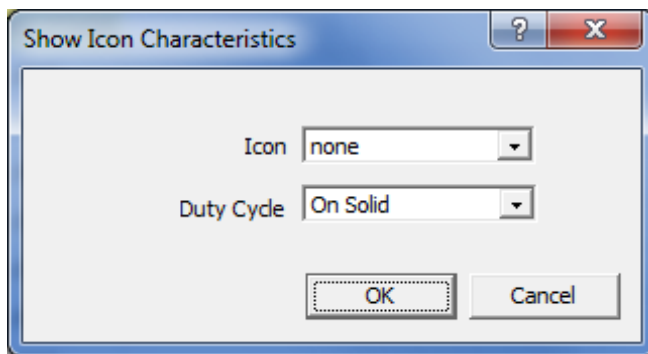 Show Icon Characteristics
?
X
Icon none
Duty Cycle On Solid
OK Cancel